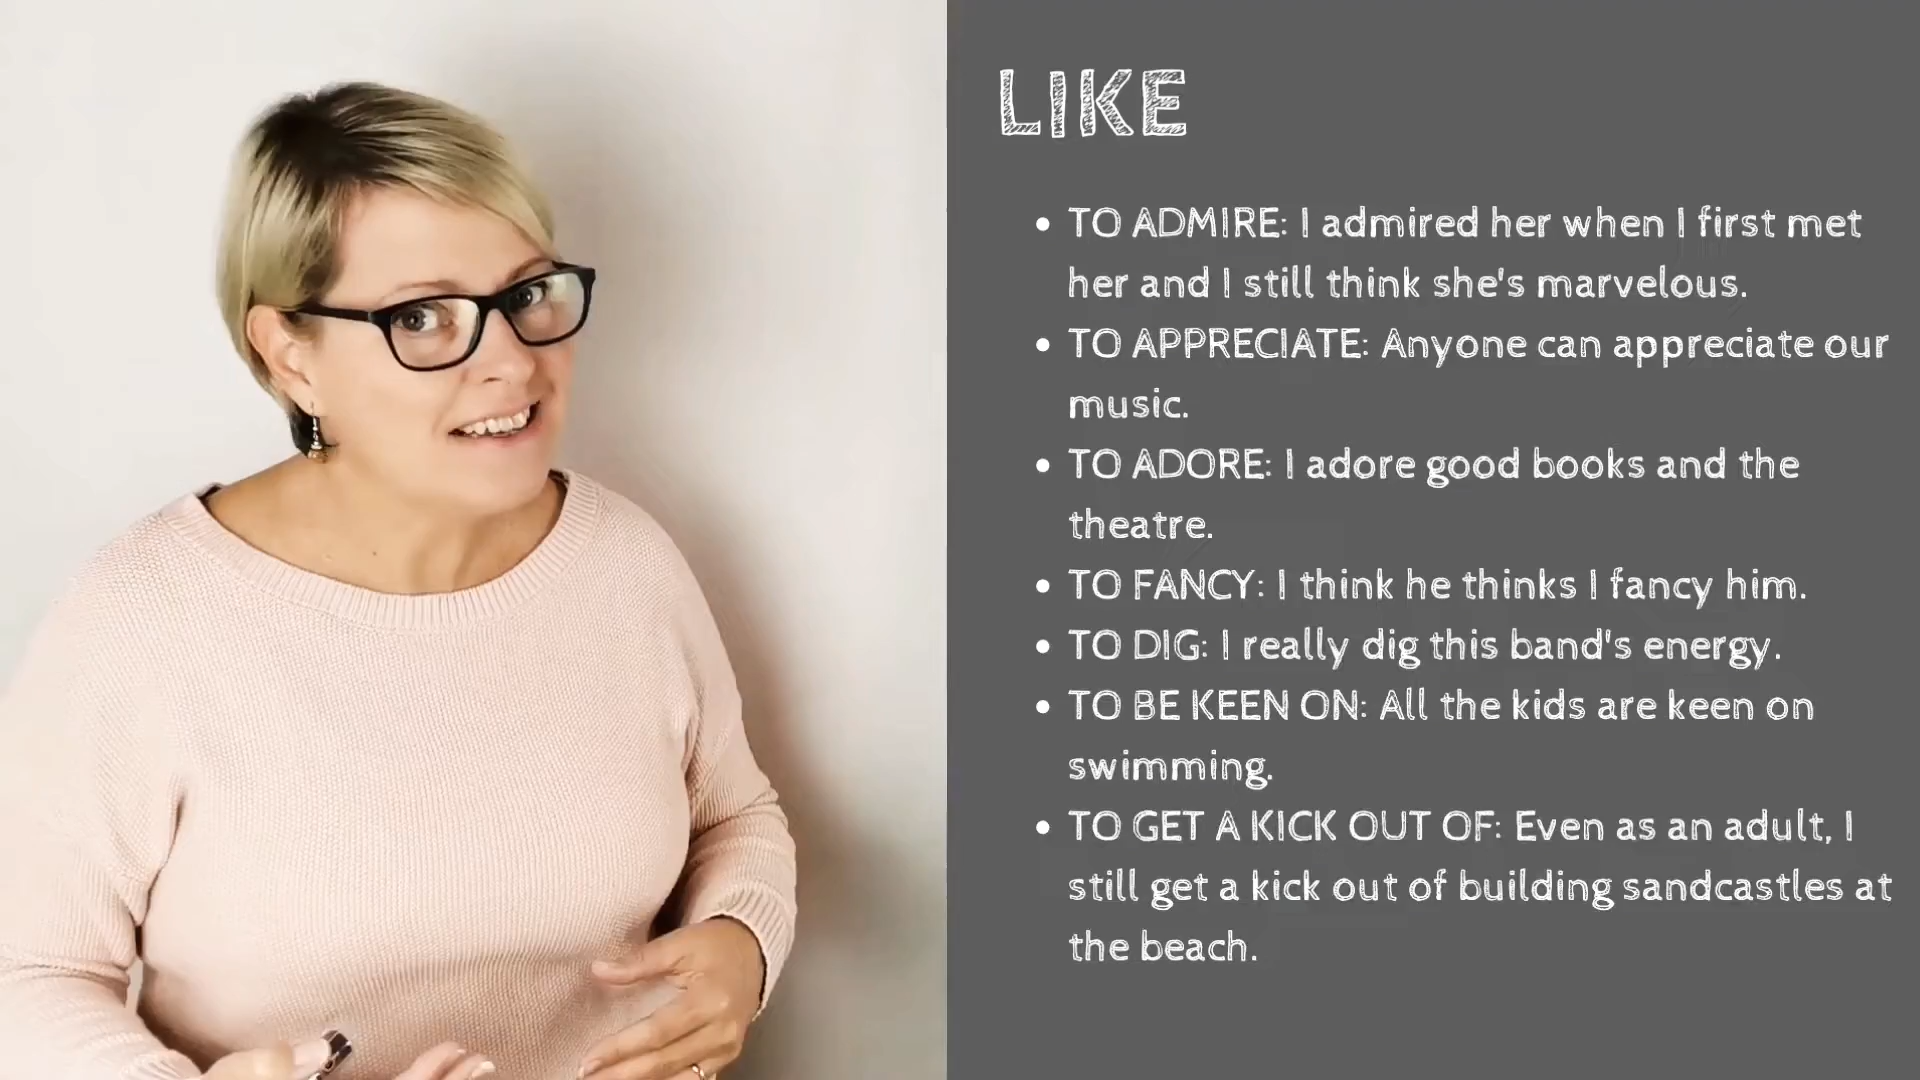 LIKE
• TO ADMIRE: I admired her when I first met
her and I still think she's marvelous.
• TO APPRECIATE: Anyone can appreciate our
music.
• TO ADORE: I adore good books and the
theatre.
• TO FANCY: I think he thinks I fancy him.
• TO DIG: I really dig this band's energy.
• TO BE KEEN ON: All the kids are keen on
swimming.
• TO GET A KICK OUT OF: Even as an adult, I
still get a kick out of building sandcastles at
the beach.